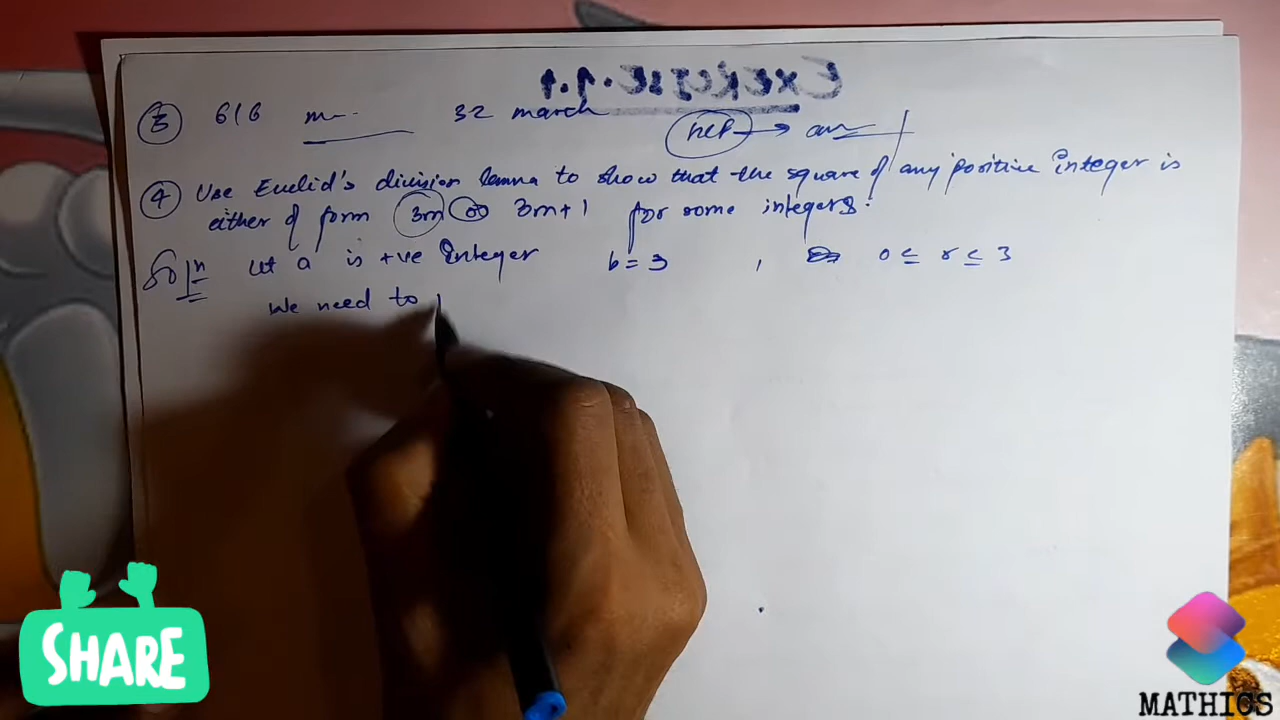 ExERCISE.1.1
③ 616 m--- 32 march
HCF → ans
④ Use Euclid's division lemma to show that the square of any positive integer is
either of form 3m or 3m+1 for some integers.
Sol|n Let a is +ve Integer b = 3 , 0 ≤ r ≤ 3
We need to
SHARE
MATHICS